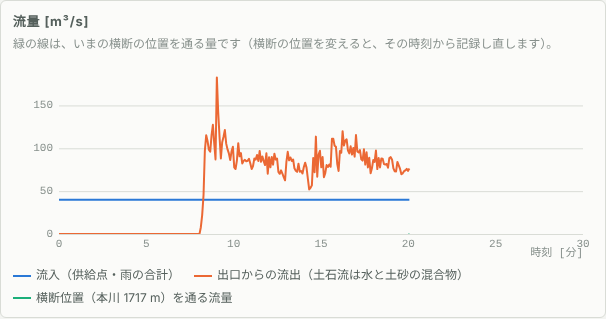 流量 [m³/s]
緑の線は、いまの横断の位置を通る量です（横断の位置を変えると、その時刻から記録し直します）。
150
100
50
0
0 5 10 15 20 25 30
時刻 [分]
流入（供給点・雨の合計） 出口からの流出（土石流は水と土砂の混合物）
横断位置（本川 1717 m）を通る流量